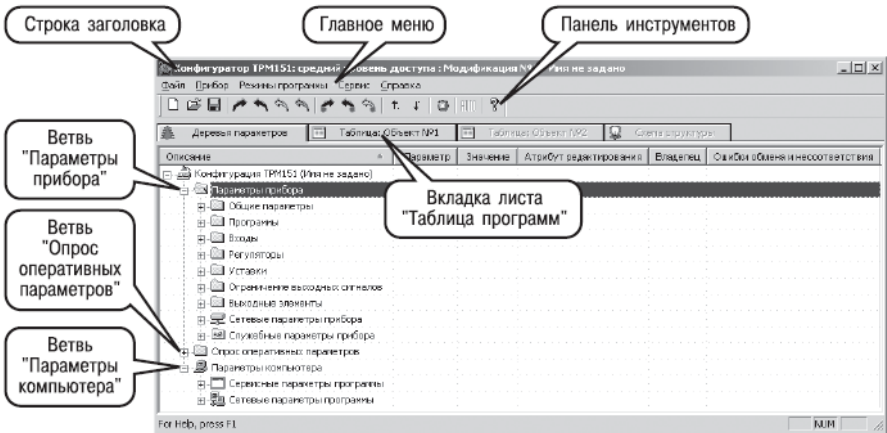 Строка заголовка
Главное меню
Панель инструментов
Конфигуратор ТРМ151: средний уровень доступа : Модификация Имя не задано
Файл Прибор Режимы программы Сервис Справка
Деревья параметров Таблица: Объект №1 Таблица: Объект №2 Схема структуры
Описание Параметр Значение Атрибут редактирования Владелец Ошибки обмена и несоответствия
Конфигурация ТРМ151 (Имя не задано)
Параметры прибора
Общие параметры
Программы
Входы
Регуляторы
Уставки
Ограничение выходных сигналов
Выходные элементы
Сетевые параметры прибора
Служебные параметры прибора
Опрос оперативных параметров
Параметры компьютера
Сервисные параметры программы
Сетевые параметры программы
For Help, press F1
NUM
Ветвь
"Параметры
прибора"
Ветвь
"Опрос
оперативных
параметров"
Ветвь
"Параметры
компьютера"
Вкладка листа
"Таблица программ"